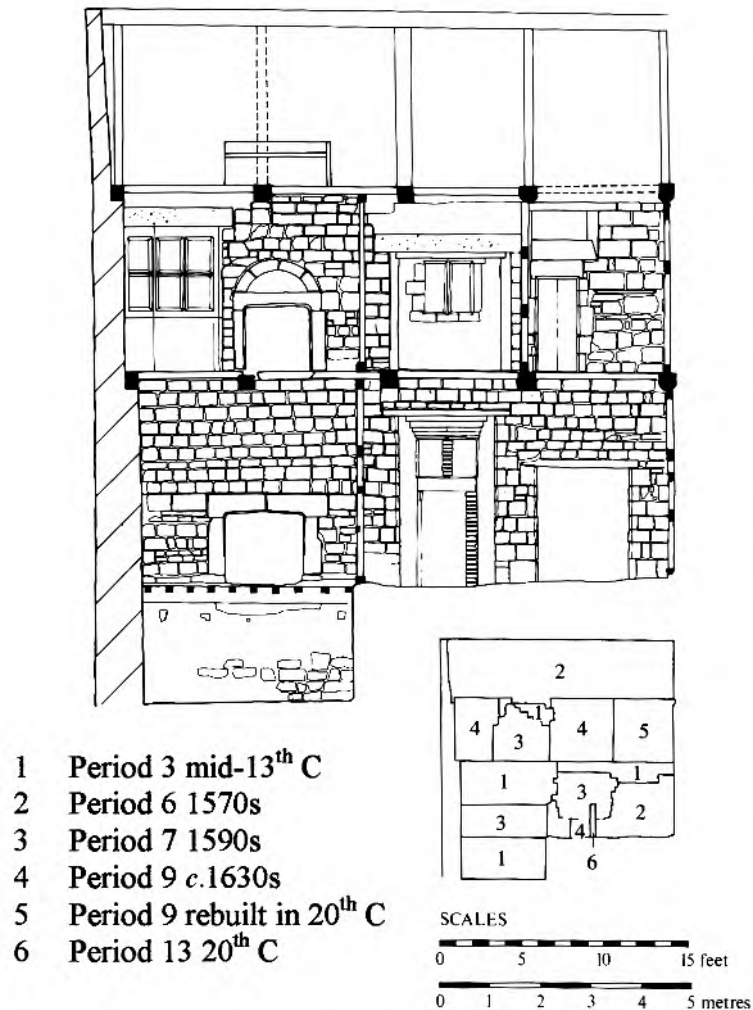 2
4
1
3
4
5
1
1
3
2
3
4
6
1
1 Period 3 mid-13th C
2 Period 6 1570s
3 Period 7 1590s
4 Period 9 c.1630s
5 Period 9 rebuilt in 20th C
6 Period 13 20th C
SCALES
0 5 10 15 feet
0 1 2 3 4 5 metres